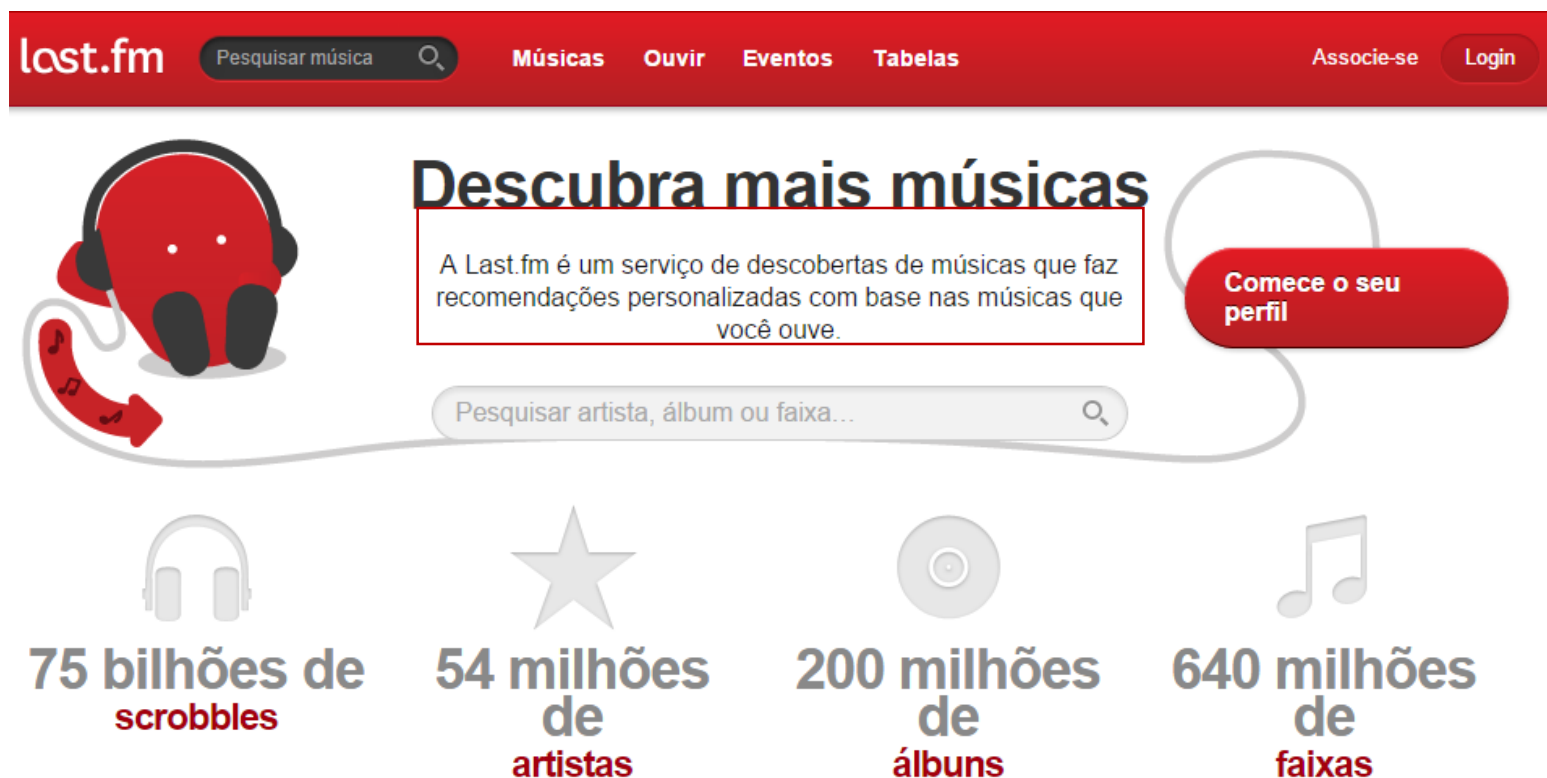 last.fm Pesquisar música Músicas Ouvir Eventos Tabelas Associe-se Login
Descubra mais músicas
A Last.fm é um serviço de descobertas de músicas que faz
recomendações personalizadas com base nas músicas que
você ouve.
Comece o seu
perfil
Pesquisar artista, álbum ou faixa...
75 bilhões de
scrobbles
54 milhões
de
artistas
200 milhões
de
álbuns
640 milhões
de
faixas